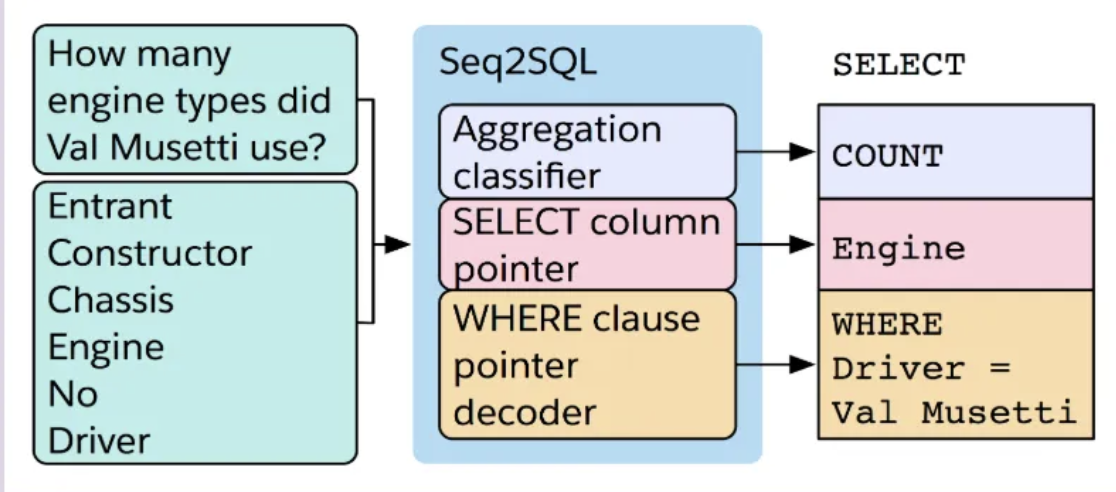 How many
engine types did
Val Musetti use?
Entrant
Constructor
Chassis
Engine
No
Driver
Seq2SQL
Aggregation
classifier
SELECT column
pointer
WHERE clause
pointer
decoder
SELECT
COUNT
Engine
WHERE
Driver =
Val Musetti